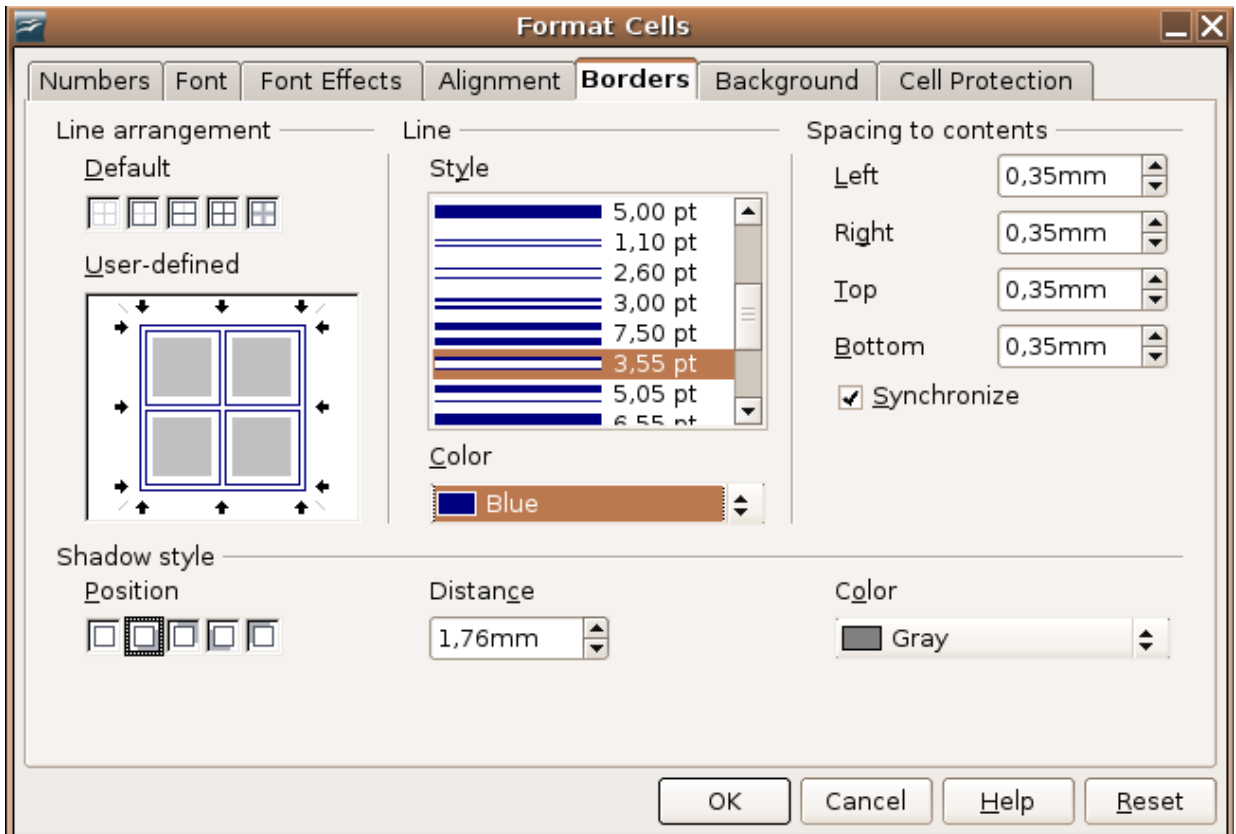 Format Cells
Numbers Font Font Effects Alignment Borders Background Cell Protection
Line arrangement
Default
User-defined
Line
Style
5,00 pt
1,10 pt
2,60 pt
3,00 pt
7,50 pt
3,55 pt
5,05 pt
6,55 pt
Color
Blue
Spacing to contents
Left 0,35mm
Right 0,35mm
Top 0,35mm
Bottom 0,35mm
Synchronize
Shadow style
Position
Distance
1,76mm
Color
Gray
OK Cancel Help Reset